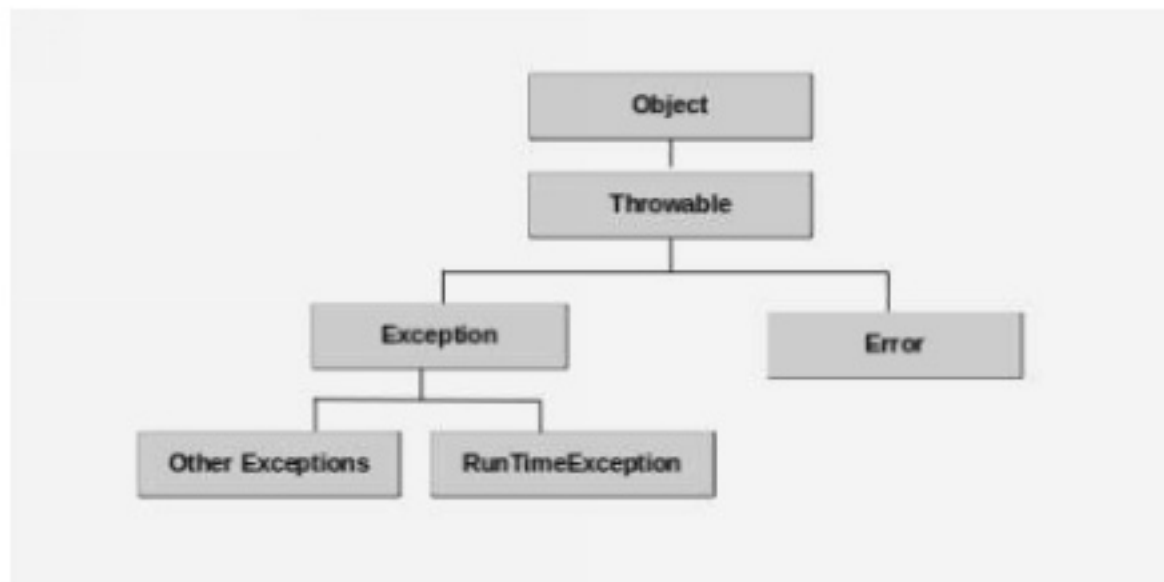 Object
Throwable
Exception
Error
Other Exceptions
RunTimeException